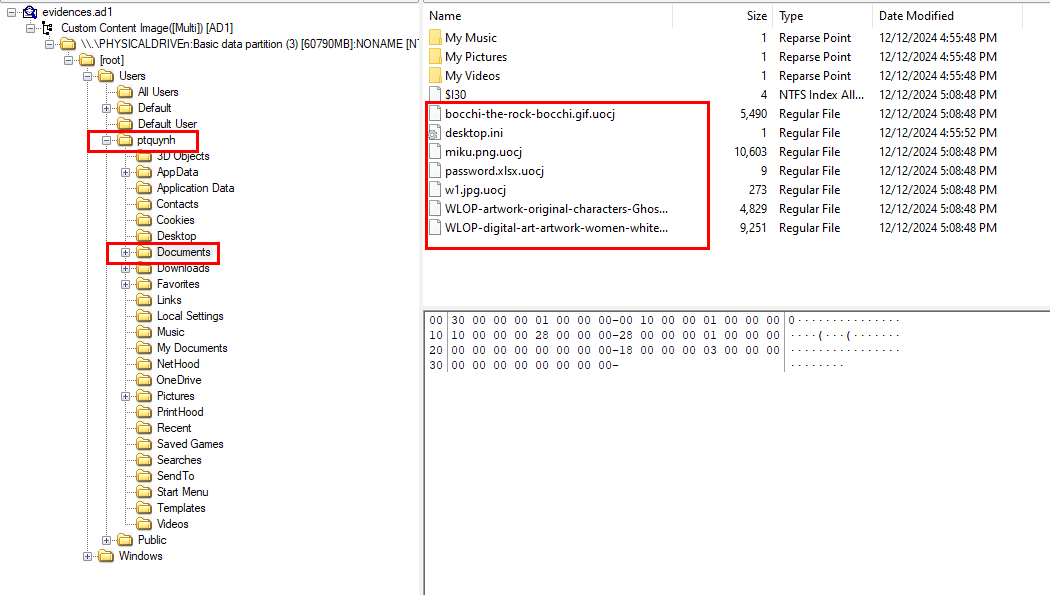 evidences.ad1
Custom Content Image([Multi]) [AD1]
\\.\PHYSICALDRIVEn:Basic data partition (3) [60790MB]:NONAME [NT
[root]
Users
All Users
Default
Default User
ptquynh
3D Objects
AppData
Application Data
Contacts
Cookies
Desktop
Documents
Downloads
Favorites
Links
Local Settings
Music
My Documents
NetHood
OneDrive
Pictures
PrintHood
Recent
Saved Games
Searches
SendTo
Start Menu
Templates
Videos
Public
Windows
Name Size Type Date Modified
My Music 1 Reparse Point 12/12/2024 4:55:48 PM
My Pictures 1 Reparse Point 12/12/2024 4:55:48 PM
My Videos 1 Reparse Point 12/12/2024 4:55:48 PM
$I30 4 NTFS Index All... 12/12/2024 5:08:48 PM
bocchi-the-rock-bocchi.gif.uocj 5,490 Regular File 12/12/2024 5:08:48 PM
desktop.ini 1 Regular File 12/12/2024 4:55:52 PM
miku.png.uocj 10,603 Regular File 12/12/2024 5:08:48 PM
password.xlsx.uocj 9 Regular File 12/12/2024 5:08:48 PM
w1.jpg.uocj 273 Regular File 12/12/2024 5:08:48 PM
WLOP-artwork-original-characters-Ghos... 4,829 Regular File 12/12/2024 5:08:48 PM
WLOP-digital-art-artwork-women-white... 9,251 Regular File 12/12/2024 5:08:48 PM
00 30 00 00 00 01 00 00 00-00 10 00 00 01 00 00 00 0···············
10 10 00 00 00 28 00 00 00-28 00 00 00 01 00 00 00 ····(···(·······
20 00 00 00 00 00 00 00 00-18 00 00 00 03 00 00 00 ················
30 00 00 00 00 00 00 00 00- ········